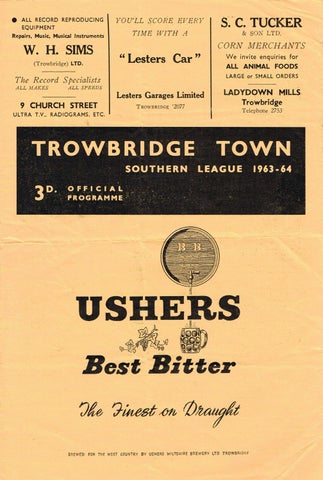 ● ALL RECORD REPRODUCING
EQUIPMENT
Repairs, Music, Musical Instruments
W. H. SIMS
(Trowbridge) LTD.
The Record Specialists
ALL MAKES ALL SPEEDS
9 CHURCH STREET
ULTRA T.V., RADIOGRAMS, ETC.
YOU'LL SCORE EVERY
TIME WITH A
"Lesters Car"
Lesters Garages Limited
TROWBRIDGE 2077
S. C. TUCKER
& SON LTD.
CORN MERCHANTS
We invite enquiries for
ALL ANIMAL FOODS
LARGE or SMALL ORDERS
LADYDOWN MILLS
Trowbridge
Telephone 2753
TROWBRIDGE TOWN
SOUTHERN LEAGUE 1963-64
3D. OFFICIAL
PROGRAMME
BB
USHERS
Best Bitter
The Finest on Draught
BREWED FOR THE WEST COUNTRY BY USHERS WILTSHIRE BREWERY LTD TROWBRIDGE